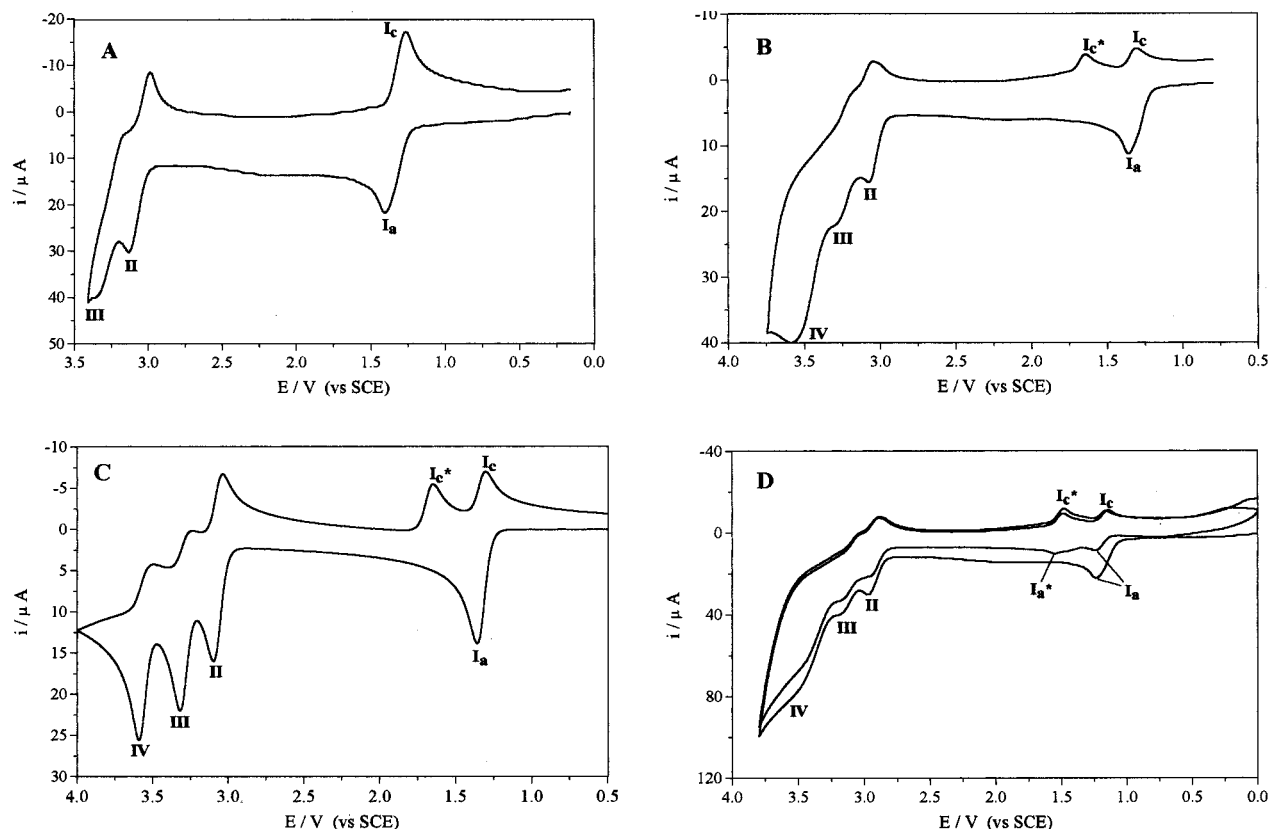 A
-20
-10
0
10
20
30
40
50
i / μ A
3.5 3.0 2.5 2.0 1.5 1.0 0.5 0.0
E / V (vs SCE)
Ic
Ia
II
III
B
-10
0
10
20
30
40
i / μ A
4.0 3.5 3.0 2.5 2.0 1.5 1.0 0.5
E / V (vs SCE)
Ic*
Ic
Ia
II
III
IV
C
-10
-5
0
5
10
15
20
25
30
i / μ A
4.0 3.5 3.0 2.5 2.0 1.5 1.0 0.5
E / V (vs SCE)
Ic*
Ic
Ia
II
III
IV
D
-40
0
40
80
120
i / μ A
4.0 3.5 3.0 2.5 2.0 1.5 1.0 0.5 0.0
E / V (vs SCE)
Ic*
Ic
Ia*
Ia
II
III
IV